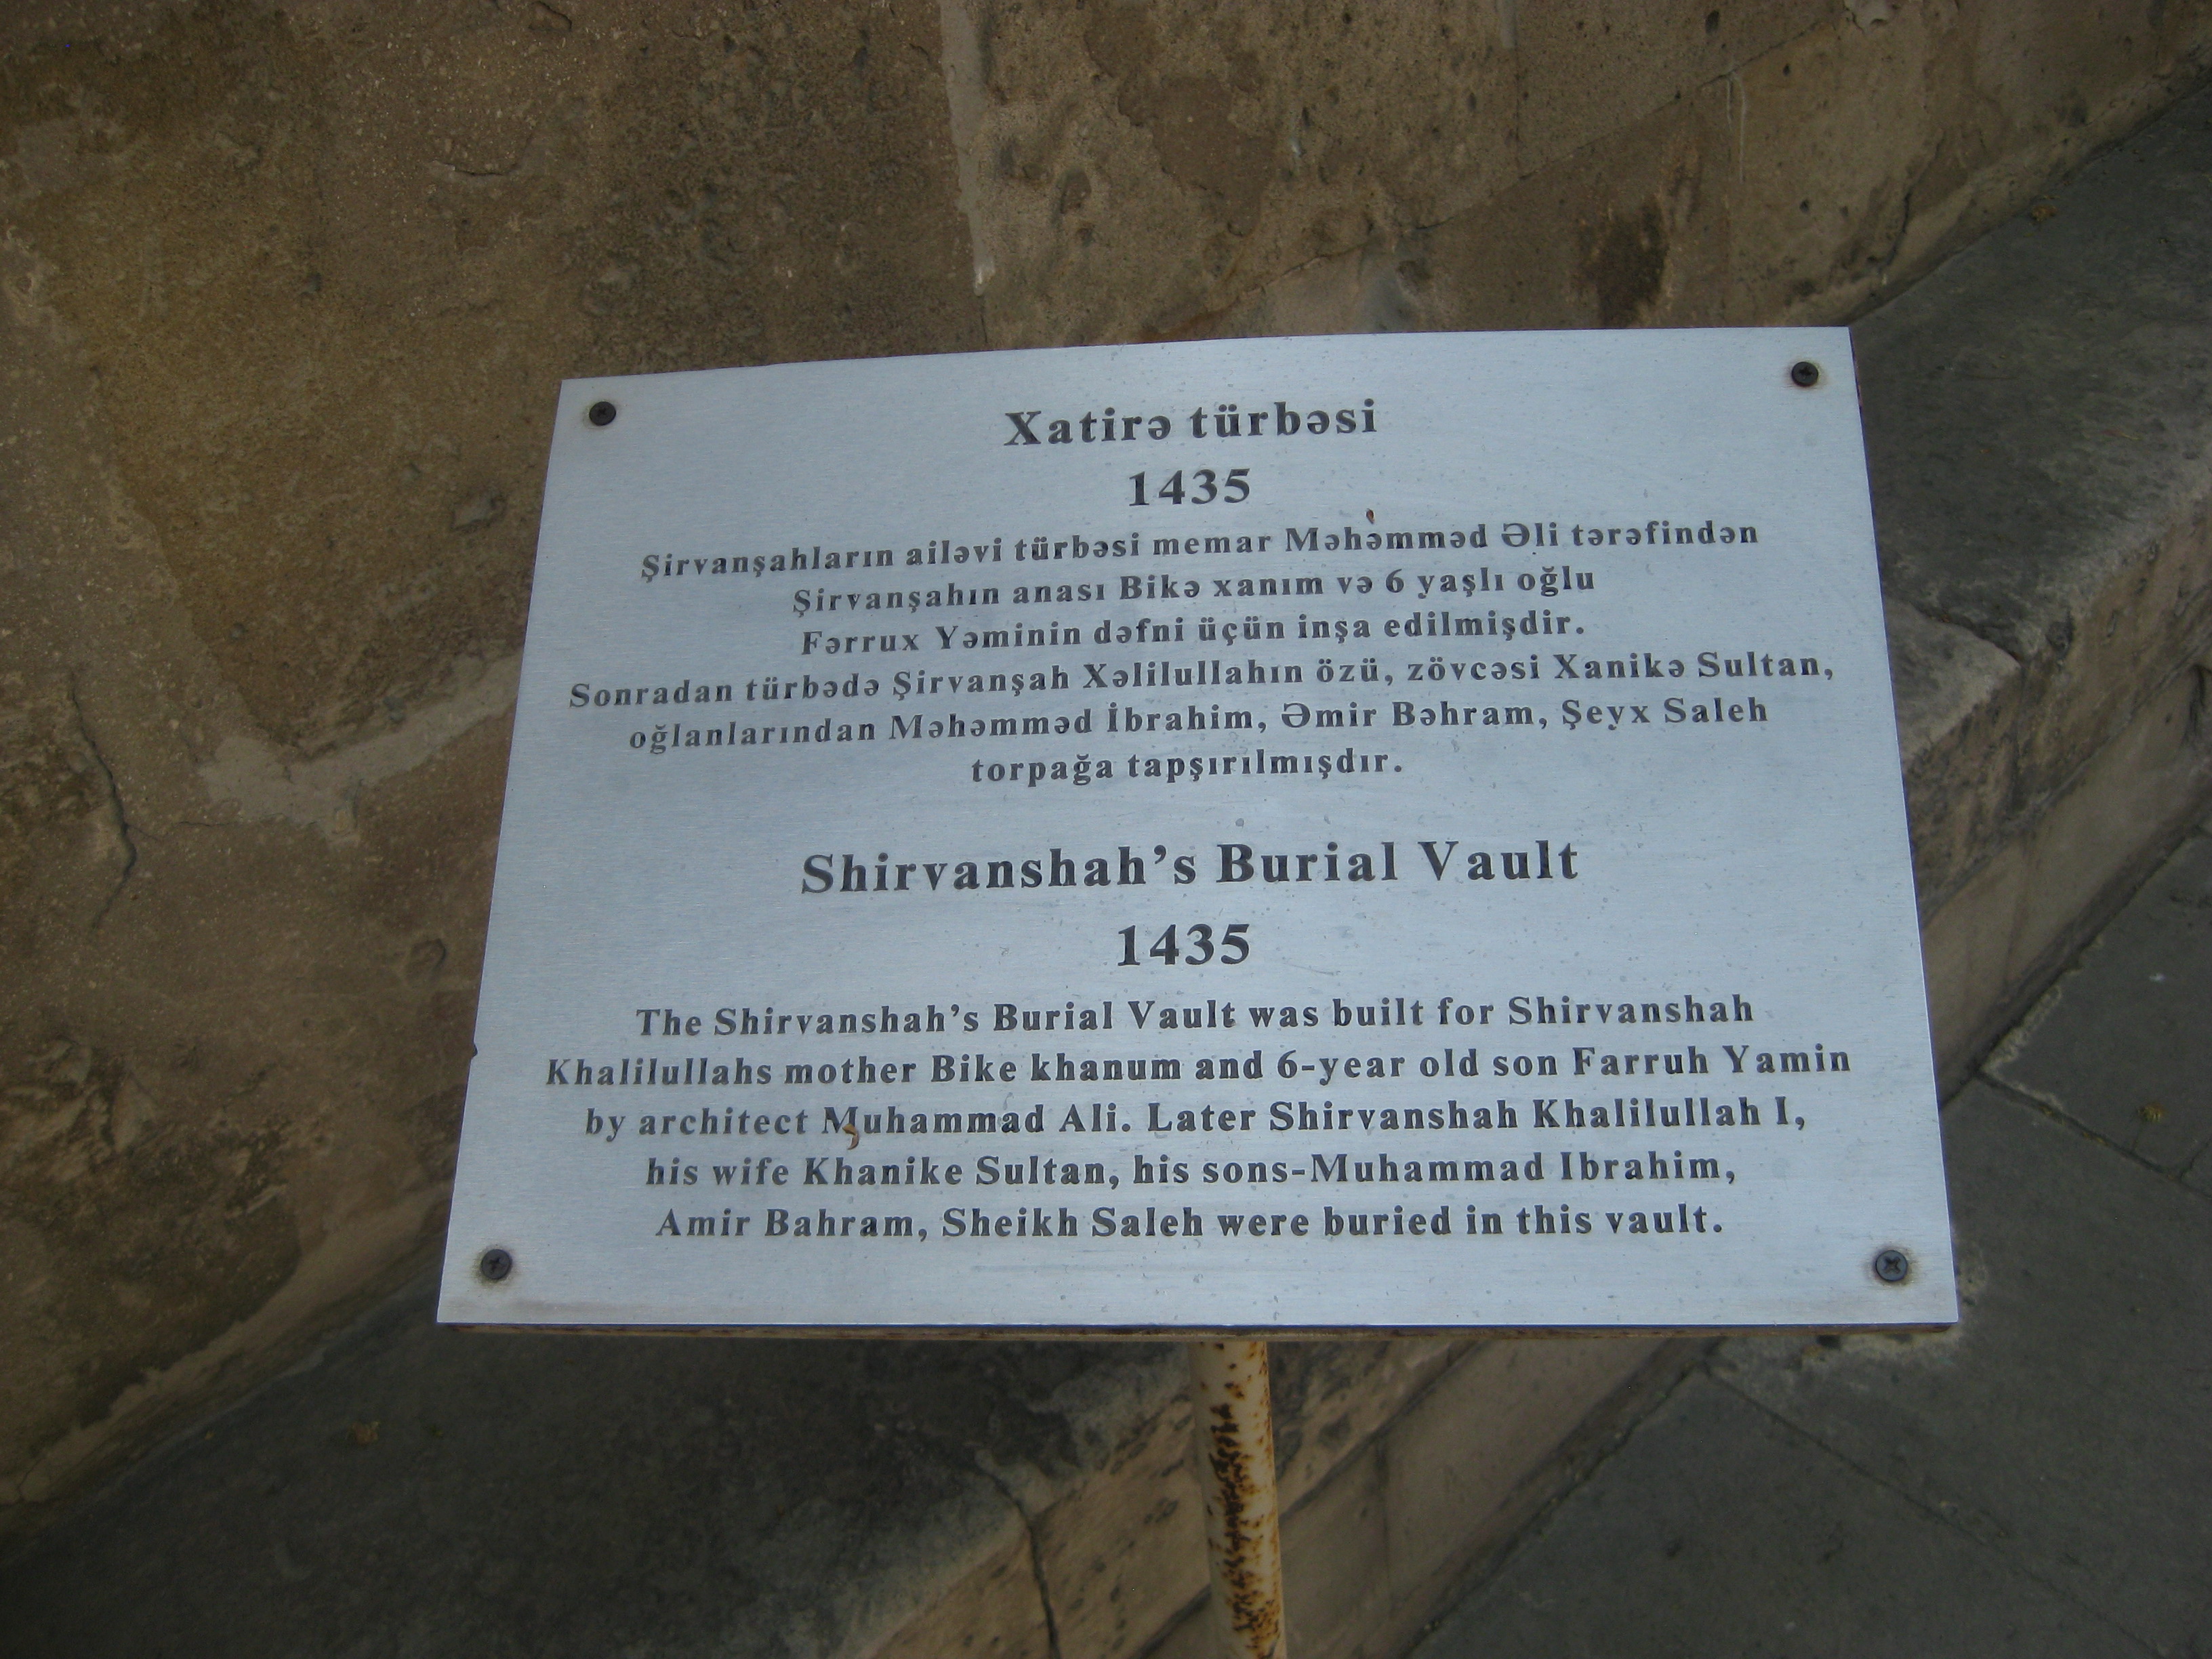 Xatirə türbəsi
1435
Şirvanşahların ailəvi türbəsi memar Məhəmməd Əli tərəfindən
Şirvanşahın anası Bikə xanım və 6 yaşlı oğlu
Fərrux Yəminin dəfni üçün inşa edilmişdir.
Sonradan türbədə Şirvanşah Xəlilullahın özü, zövcəsi Xanikə Sultan,
oğlanlarından Məhəmməd İbrahim, Əmir Bəhram, Şeyx Saleh
torpağa tapşırılmışdır.
Shirvanshah’s Burial Vault
1435
The Shirvanshah’s Burial Vault was built for Shirvanshah
Khalilullahs mother Bike khanum and 6-year old son Farruh Yamin
by architect Muhammad Ali. Later Shirvanshah Khalilullah I,
his wife Khanike Sultan, his sons-Muhammad Ibrahim,
Amir Bahram, Sheikh Saleh were buried in this vault.